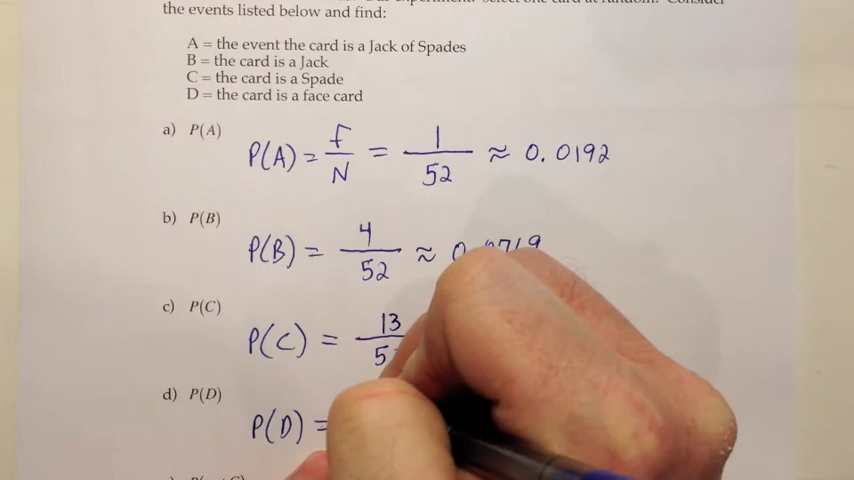 the events listed below and find:
A = the event the card is a Jack of Spades
B = the card is a Jack
C = the card is a Spade
D = the card is a face card
a) P(A)
P(A) = f/N = 1/52 ≈ 0.0192
b) P(B)
P(B) = 4/52 ≈
c) P(C)
P(C) = 13/5
d) P(D)
P(D) =